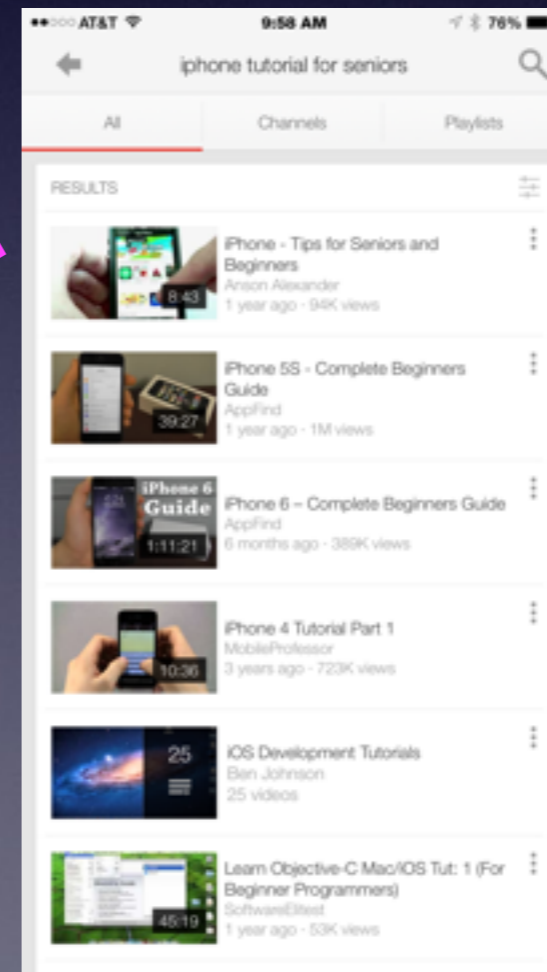 AT&T 9:58 AM 76%
iphone tutorial for seniors
All Channels Playlists
RESULTS
8:43
iPhone - Tips for Seniors and
Beginners
Anson Alexander
1 year ago - 94K views
39:27
iPhone 5S - Complete Beginners
Guide
AppFind
1 year ago - 1M views
iPhone 6
Guide
1:11:21
iPhone 6 – Complete Beginners Guide
AppFind
6 months ago - 389K views
10:36
iPhone 4 Tutorial Part 1
MobileProfessor
3 years ago - 723K views
25
iOS Development Tutorials
Ben Johnson
25 videos
45:19
Learn Objective-C Mac/iOS Tut: 1 (For
Beginner Programmers)
SoftwareElitest
1 year ago - 53K views